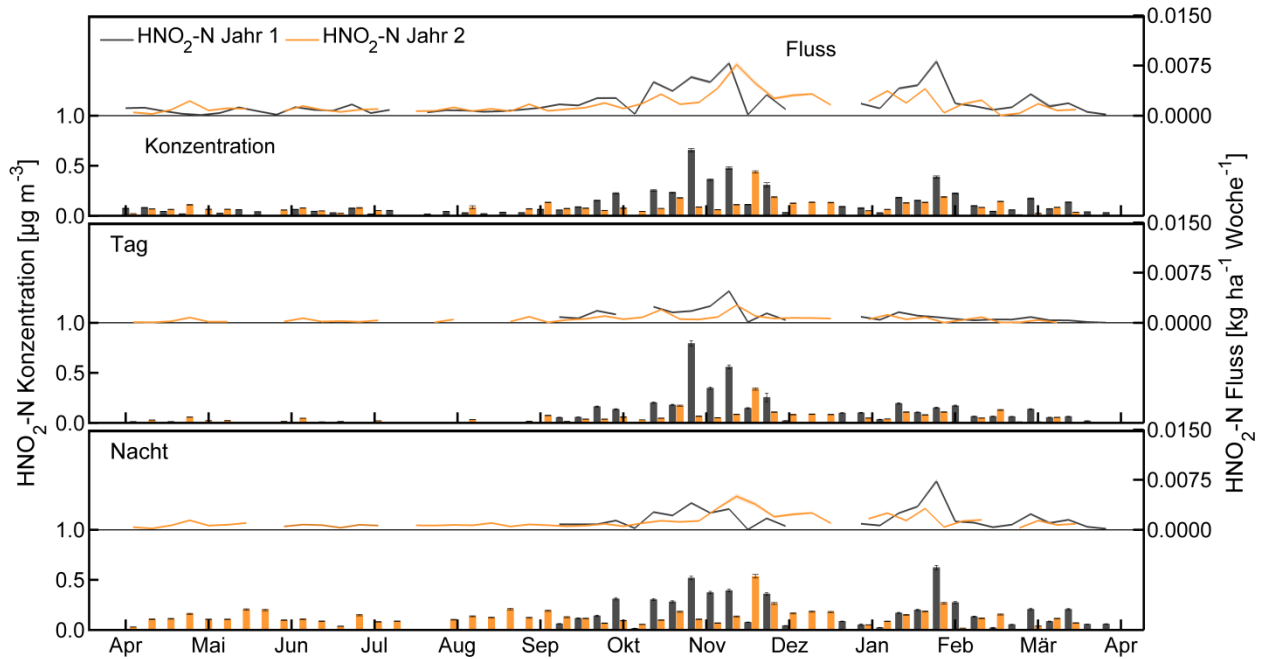 HNO₂-N Jahr 1 HNO₂-N Jahr 2
Fluss
Konzentration
1.0
0.5
0.0
0.0150
0.0075
0.0000
Tag
1.0
0.5
0.0
0.0150
0.0075
0.0000
Nacht
1.0
0.5
0.0
0.0150
0.0075
0.0000
HNO₂-N Konzentration [µg m⁻³]
HNO₂-N Fluss [kg ha⁻¹ Woche⁻¹]
Apr Mai Jun Jul Aug Sep Okt Nov Dez Jan Feb Mär Apr